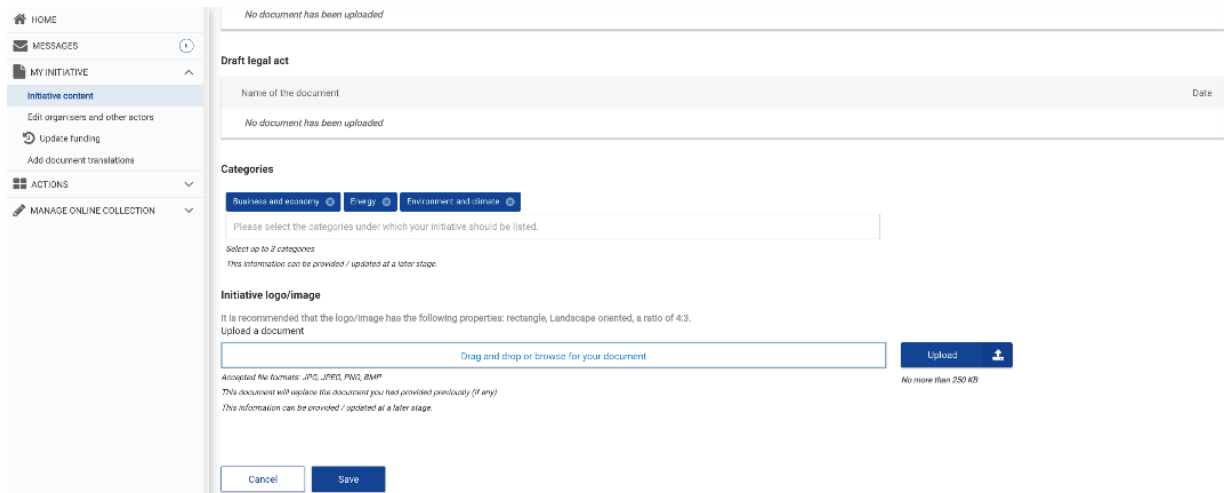 HOME
MESSAGES
MY INITIATIVE
Initiative content
Edit organisers and other actors
Update funding
Add document translations
ACTIONS
MANAGE ONLINE COLLECTION
No document has been uploaded
Draft legal act
Name of the document Date
No document has been uploaded
Categories
Business and economy Energy Environment and climate
Please select the categories under which your initiative should be listed.
Select up to 3 categories
This information can be provided / updated at a later stage.
Initiative logo/image
It is recommended that the logo/image has the following properties: rectangle, Landscape oriented, a ratio of 4:3.
Upload a document
Drag and drop or browse for your document
Upload
Accepted file formats: JPG, JPEG, PNG, BMP
No more than 250 KB
This document will replace the document you had provided previously (if any)
This information can be provided / updated at a later stage.
Cancel Save